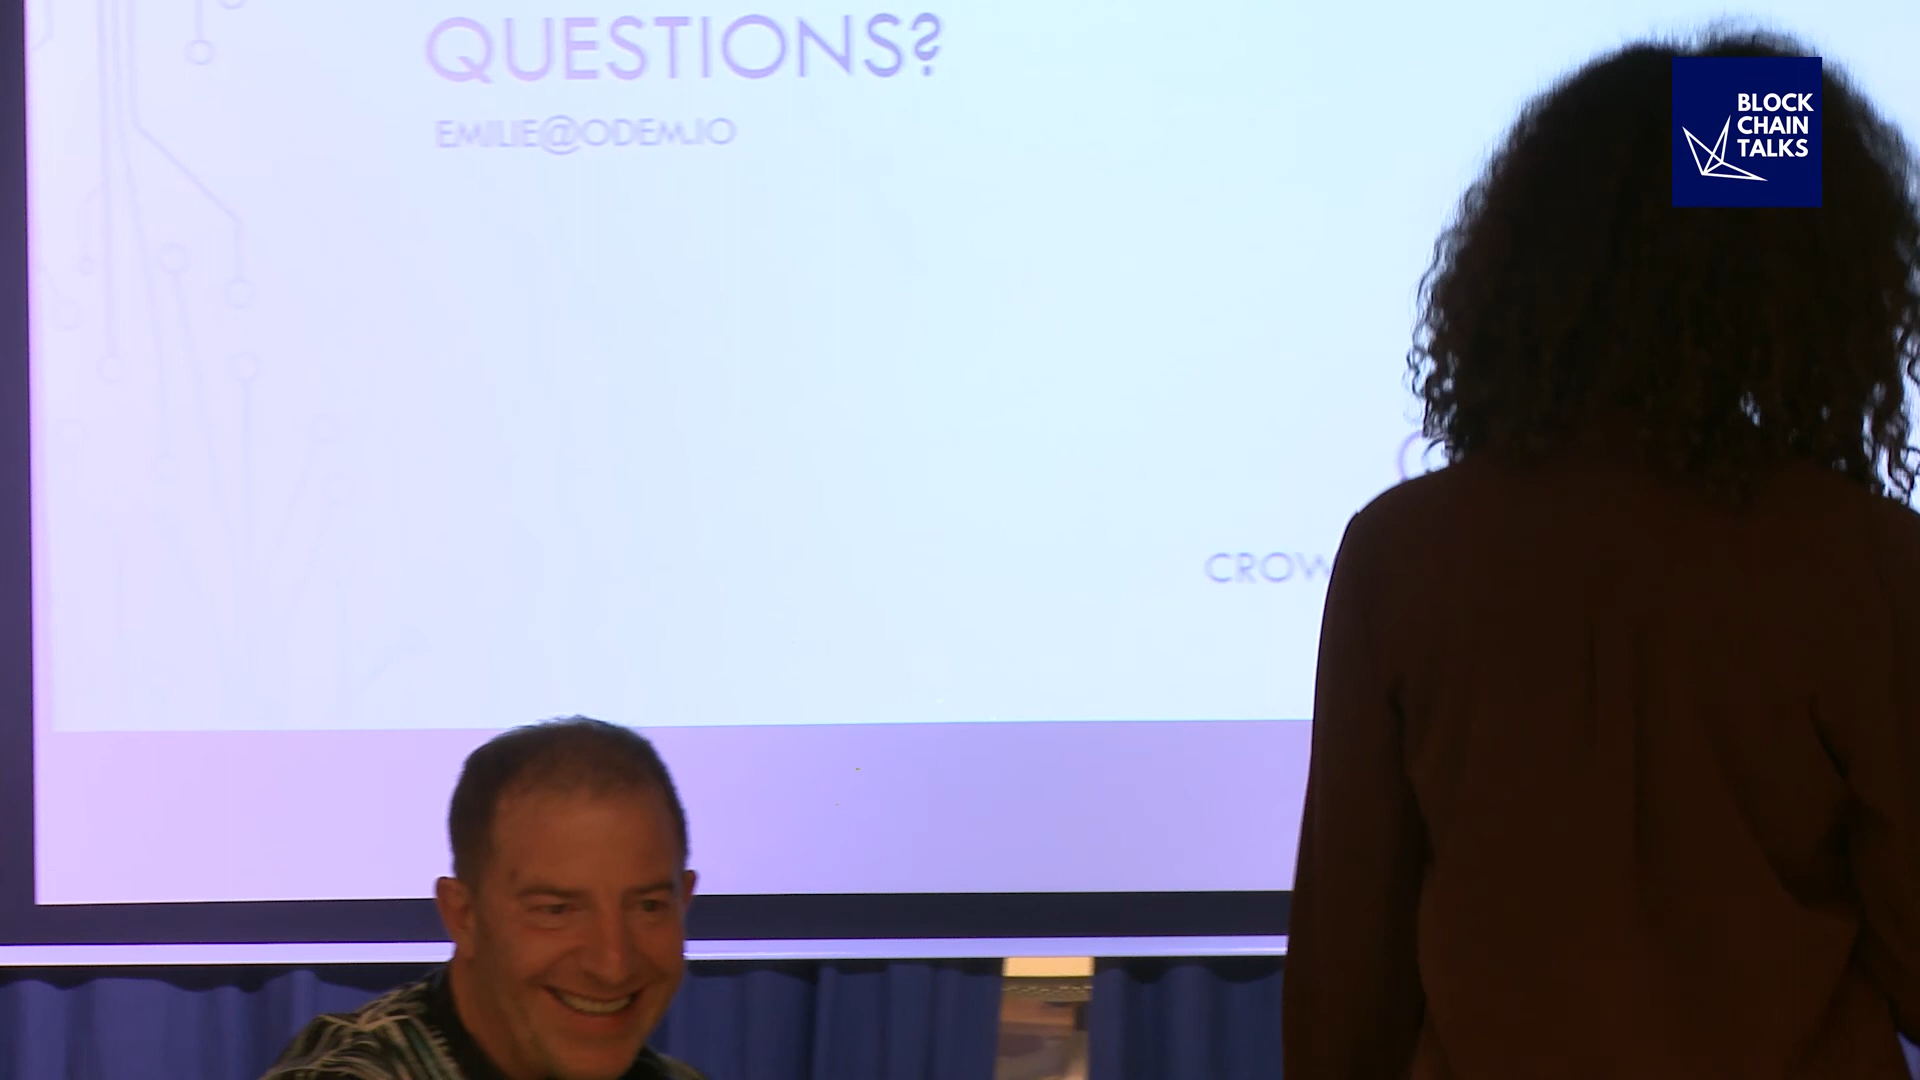 QUESTIONS?
EMILIE@ODEM.IO
BLOCK
CHAIN
TALKS